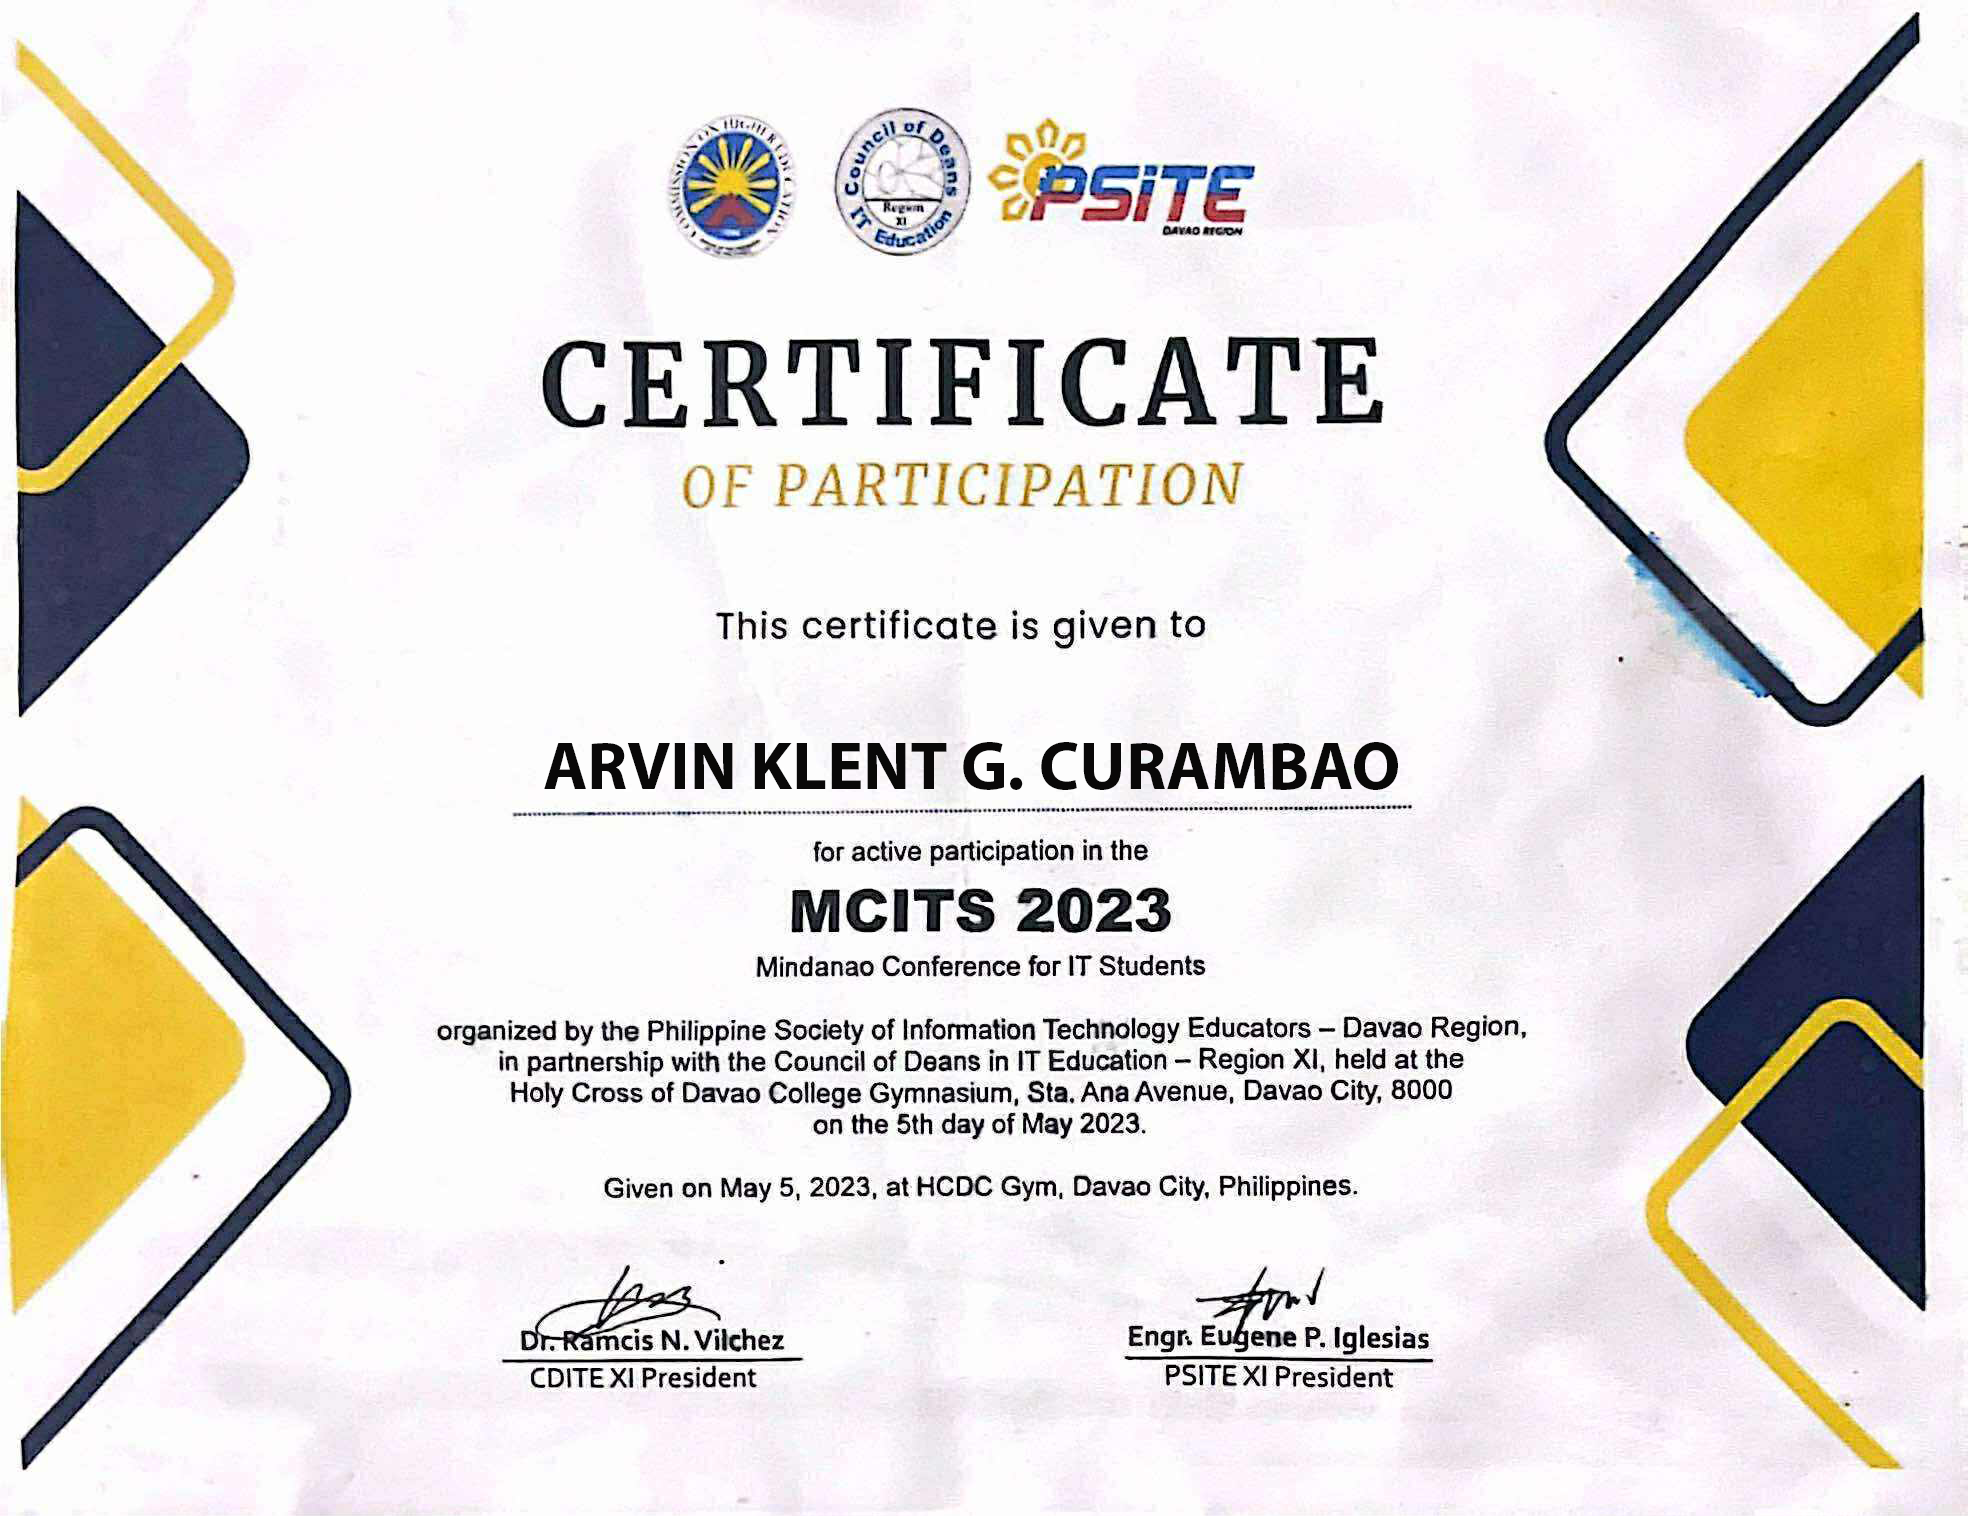 COMMISSION ON HIGHER EDUCATION
Council of Deans
Region
XI
IT Education
PSITE
DAVAO REGION
CERTIFICATE
OF PARTICIPATION
This certificate is given to
ARVIN KLENT G. CURAMBAO
for active participation in the
MCITS 2023
Mindanao Conference for IT Students
organized by the Philippine Society of Information Technology Educators – Davao Region,
in partnership with the Council of Deans in IT Education – Region XI, held at the
Holy Cross of Davao College Gymnasium, Sta. Ana Avenue, Davao City, 8000
on the 5th day of May 2023.
Given on May 5, 2023, at HCDC Gym, Davao City, Philippines.
Dr. Ramcis N. Vilchez
CDITE XI President
Engr. Eugene P. Iglesias
PSITE XI President